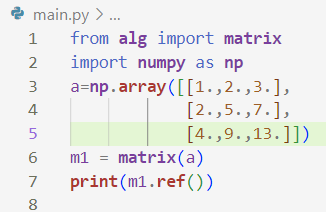 main.py > ...
1 from alg import matrix
2 import numpy as np
3 a=np.array([[1.,2.,3.],
4             [2.,5.,7.],
5             [4.,9.,13.]])
6 m1 = matrix(a)
7 print(m1.ref())